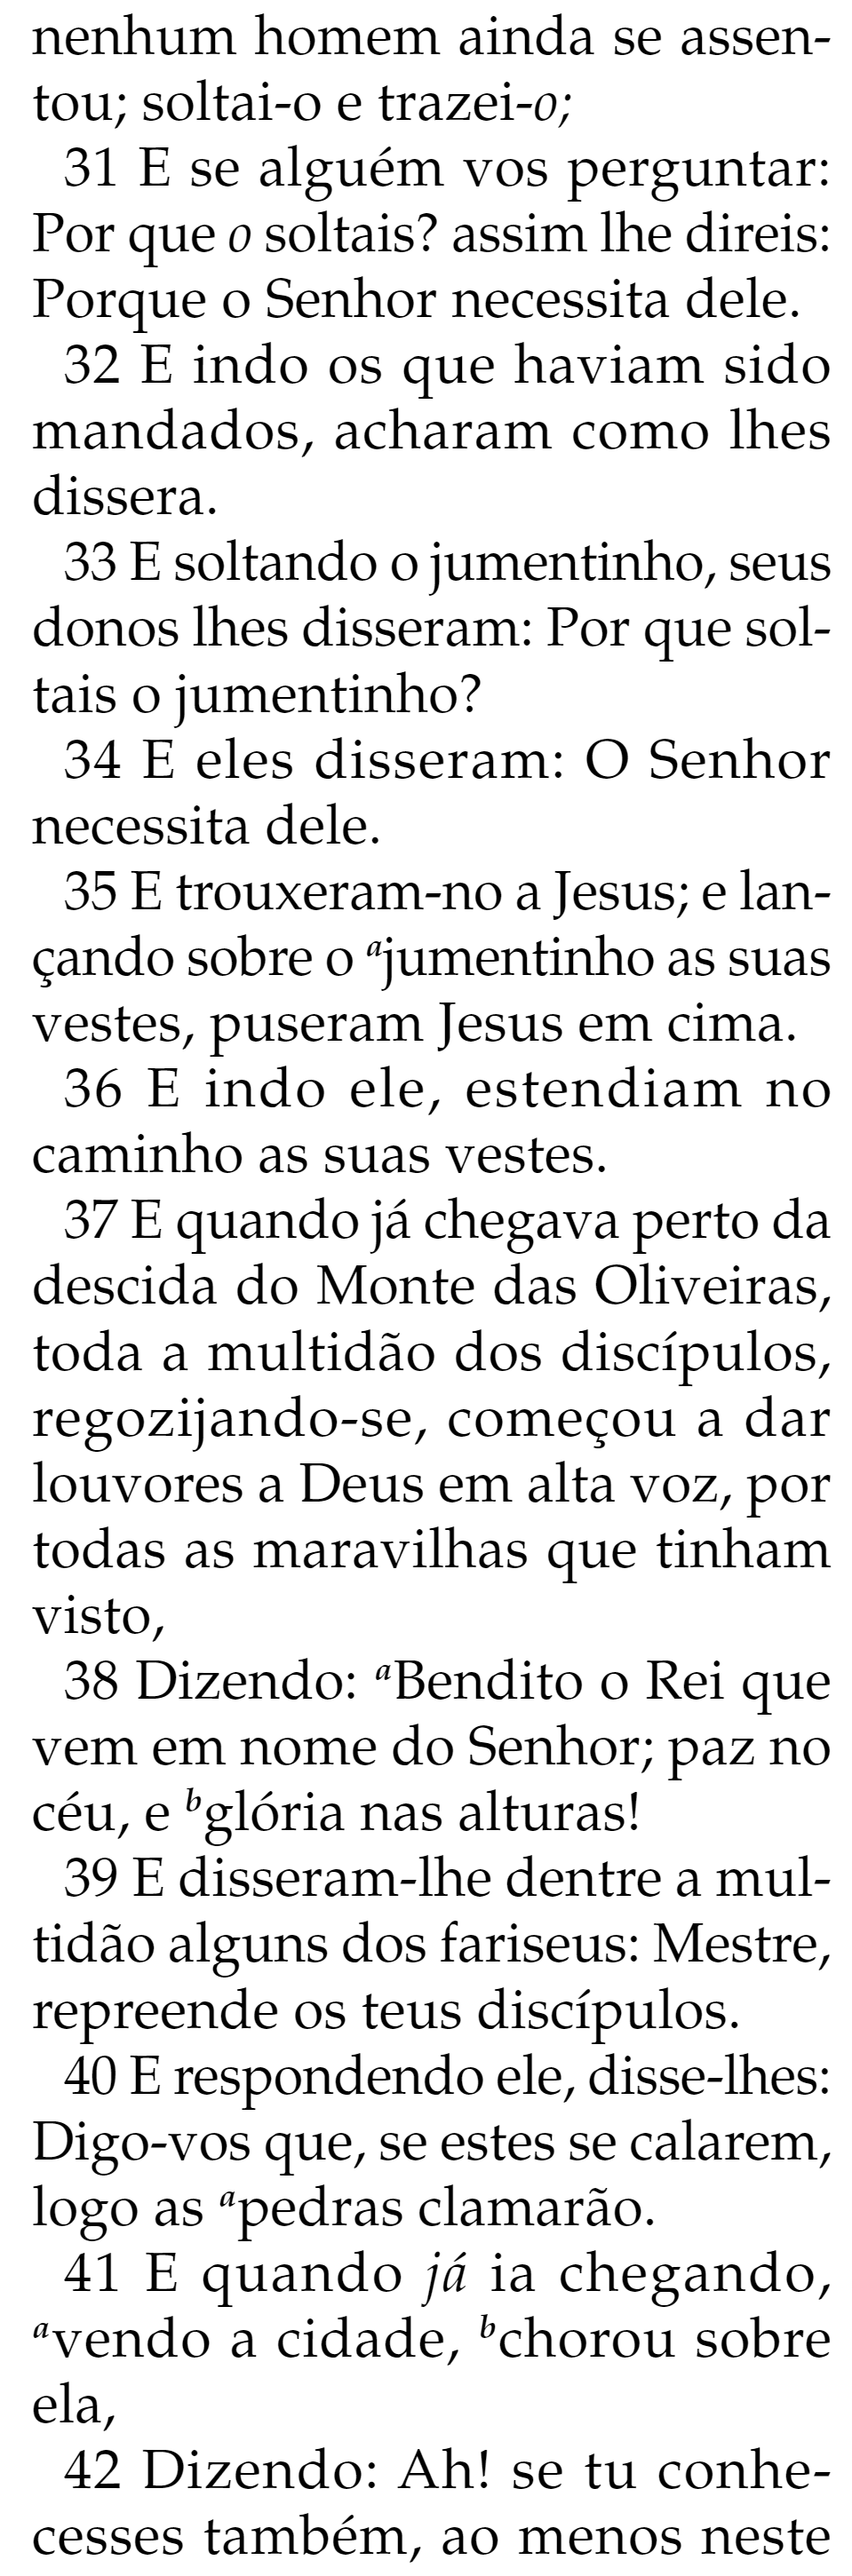 nenhum homem ainda se assen-
tou; soltai-o e trazei-o;
31 E se alguém vos perguntar:
Por que o soltais? assim lhe direis:
Porque o Senhor necessita dele.
32 E indo os que haviam sido
mandados, acharam como lhes
dissera.
33 E soltando o jumentinho, seus
donos lhes disseram: Por que sol-
tais o jumentinho?
34 E eles disseram: O Senhor
necessita dele.
35 E trouxeram-no a Jesus; e lan-
çando sobre o ajumentinho as suas
vestes, puseram Jesus em cima.
36 E indo ele, estendiam no
caminho as suas vestes.
37 E quando já chegava perto da
descida do Monte das Oliveiras,
toda a multidão dos discípulos,
regozijando-se, começou a dar
louvores a Deus em alta voz, por
todas as maravilhas que tinham
visto,
38 Dizendo: aBendito o Rei que
vem em nome do Senhor; paz no
céu, e bglória nas alturas!
39 E disseram-lhe dentre a mul-
tidão alguns dos fariseus: Mestre,
repreende os teus discípulos.
40 E respondendo ele, disse-lhes:
Digo-vos que, se estes se calarem,
logo as apedras clamarão.
41 E quando já ia chegando,
avendo a cidade, bchorou sobre
ela,
42 Dizendo: Ah! se tu conhe-
cesses também, ao menos neste